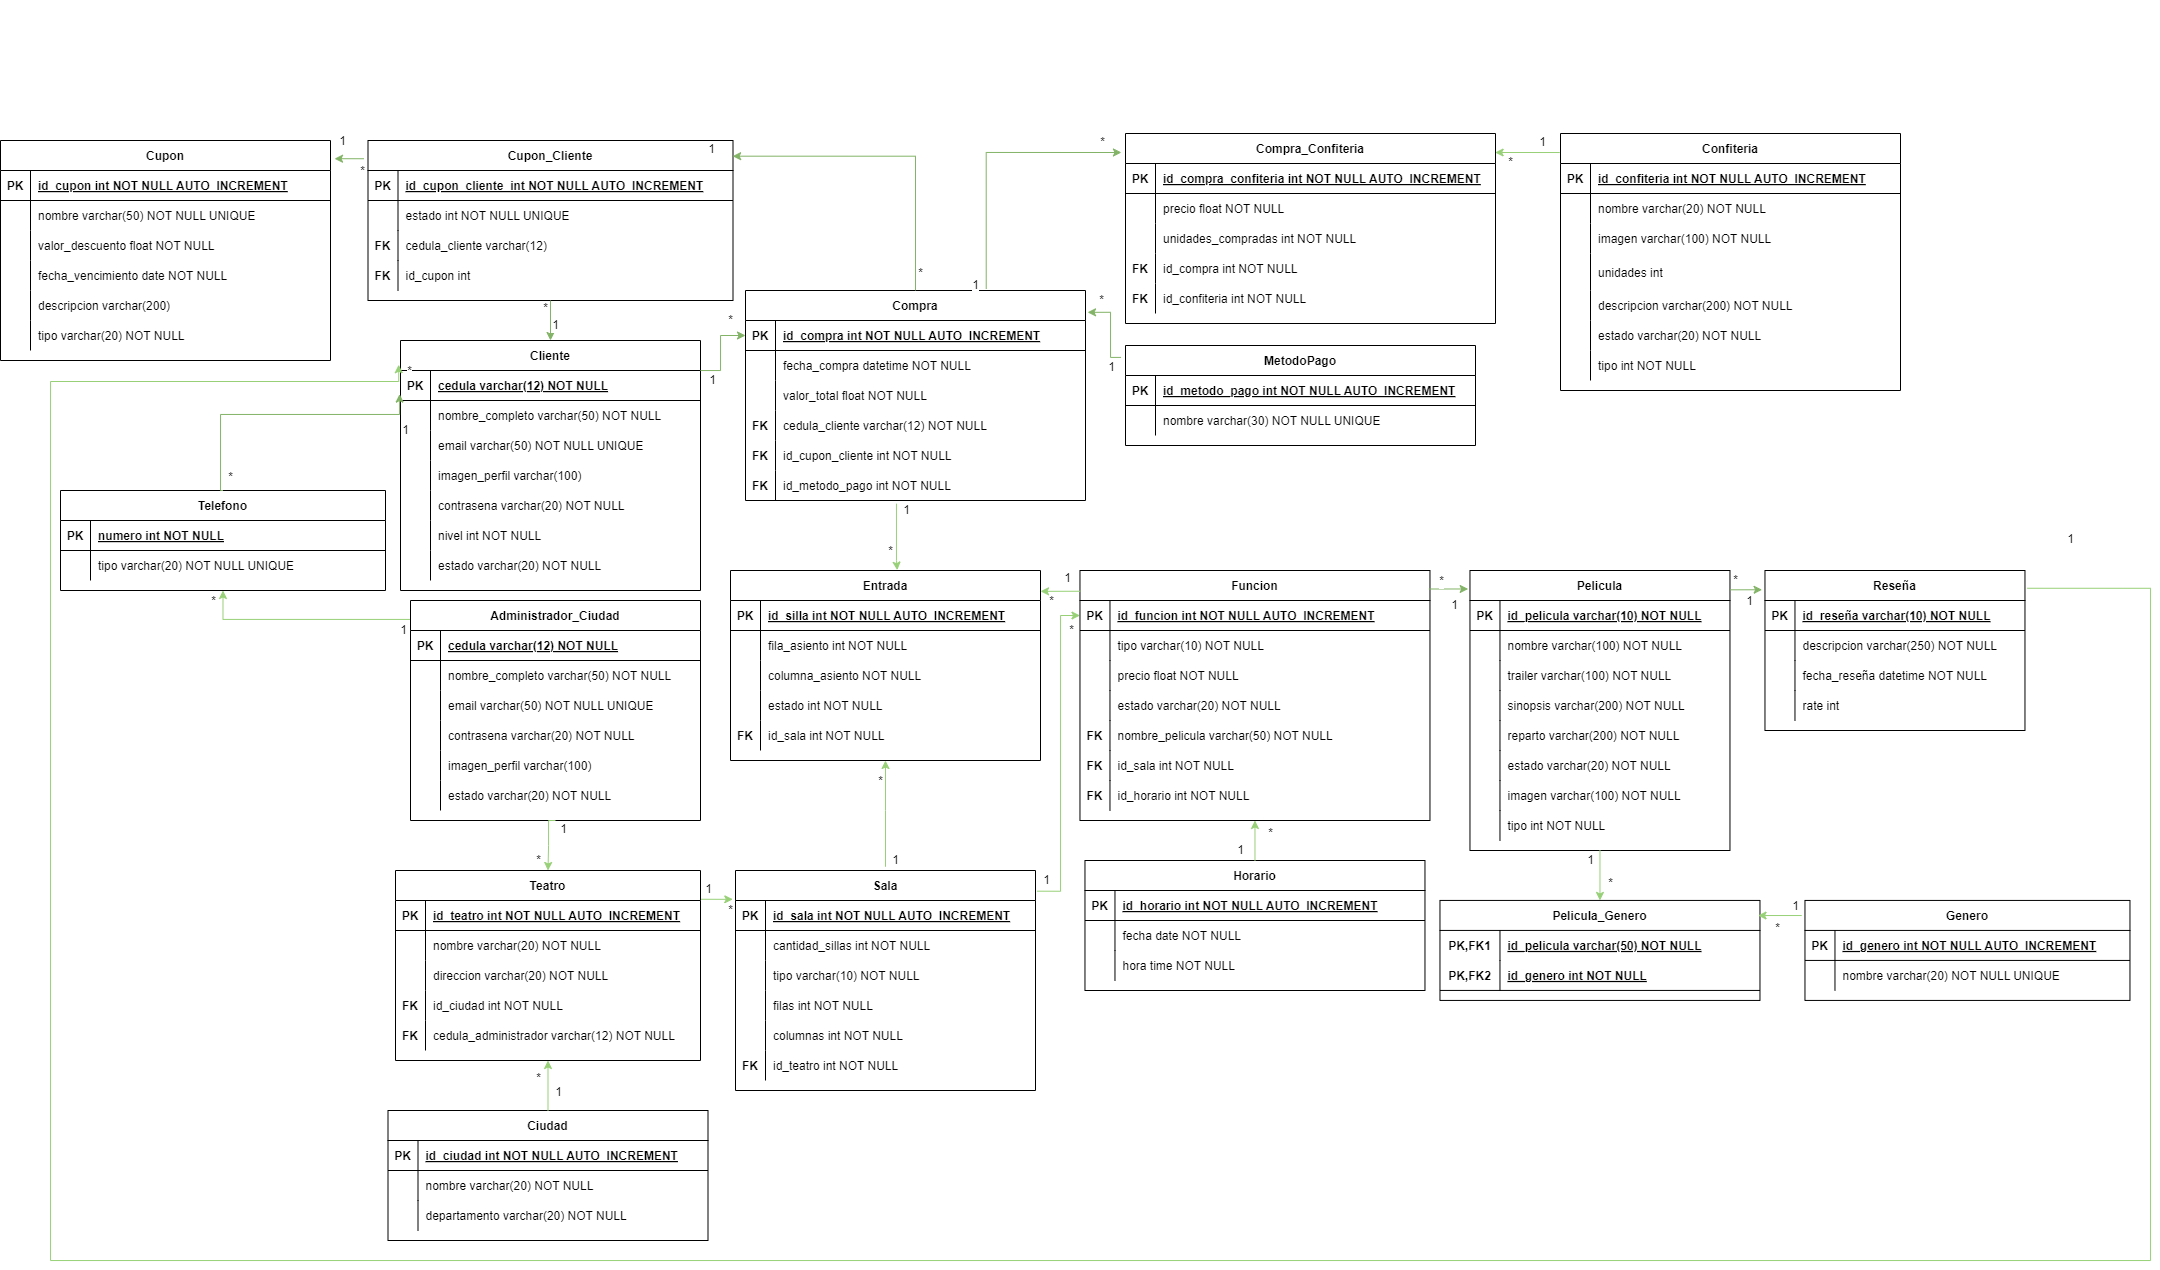 Cupon
PK id_cupon int NOT NULL AUTO_INCREMENT
nombre varchar(50) NOT NULL UNIQUE
valor_descuento float NOT NULL
fecha_vencimiento date NOT NULL
descripcion varchar(200)
tipo varchar(20) NOT NULL
1
*
Cupon_Cliente
PK id_cupon_cliente int NOT NULL AUTO_INCREMENT
estado int NOT NULL UNIQUE
FK cedula_cliente varchar(12)
FK id_cupon int
1
*
*
1
Compra_Confiteria
PK id_compra_confiteria int NOT NULL AUTO_INCREMENT
precio float NOT NULL
unidades_compradas int NOT NULL
FK id_compra int NOT NULL
FK id_confiteria int NOT NULL
*
1
1
*
Confiteria
PK id_confiteria int NOT NULL AUTO_INCREMENT
nombre varchar(20) NOT NULL
imagen varchar(100) NOT NULL
unidades int
descripcion varchar(200) NOT NULL
estado varchar(20) NOT NULL
tipo int NOT NULL
Compra
PK id_compra int NOT NULL AUTO_INCREMENT
fecha_compra datetime NOT NULL
valor_total float NOT NULL
FK cedula_cliente varchar(12) NOT NULL
FK id_cupon_cliente int NOT NULL
FK id_metodo_pago int NOT NULL
*
1
*
1
MetodoPago
PK id_metodo_pago int NOT NULL AUTO_INCREMENT
nombre varchar(30) NOT NULL UNIQUE
Cliente
*
PK cedula varchar(12) NOT NULL
nombre_completo varchar(50) NOT NULL
1
email varchar(50) NOT NULL UNIQUE
imagen_perfil varchar(100)
contrasena varchar(20) NOT NULL
nivel int NOT NULL
estado varchar(20) NOT NULL
*
Telefono
PK numero int NOT NULL
tipo varchar(20) NOT NULL UNIQUE
*
1
Administrador_Ciudad
PK cedula varchar(12) NOT NULL
nombre_completo varchar(50) NOT NULL
email varchar(50) NOT NULL UNIQUE
contrasena varchar(20) NOT NULL
imagen_perfil varchar(100)
estado varchar(20) NOT NULL
1
*
1
*
Entrada
PK id_silla int NOT NULL AUTO_INCREMENT
fila_asiento int NOT NULL
columna_asiento NOT NULL
estado int NOT NULL
FK id_sala int NOT NULL
*
1
1
*
*
1
Funcion
PK id_funcion int NOT NULL AUTO_INCREMENT
tipo varchar(10) NOT NULL
precio float NOT NULL
estado varchar(20) NOT NULL
FK nombre_pelicula varchar(50) NOT NULL
FK id_sala int NOT NULL
FK id_horario int NOT NULL
*
1
*
1
Pelicula
PK id_pelicula varchar(10) NOT NULL
nombre varchar(100) NOT NULL
trailer varchar(100) NOT NULL
sinopsis varchar(200) NOT NULL
reparto varchar(200) NOT NULL
estado varchar(20) NOT NULL
imagen varchar(100) NOT NULL
tipo int NOT NULL
*
1
1
*
1
Reseña
PK id_reseña varchar(10) NOT NULL
descripcion varchar(250) NOT NULL
fecha_reseña datetime NOT NULL
rate int
Teatro
PK id_teatro int NOT NULL AUTO_INCREMENT
nombre varchar(20) NOT NULL
direccion varchar(20) NOT NULL
FK id_ciudad int NOT NULL
FK cedula_administrador varchar(12) NOT NULL
1
*
*
1
Sala
PK id_sala int NOT NULL AUTO_INCREMENT
cantidad_sillas int NOT NULL
tipo varchar(10) NOT NULL
filas int NOT NULL
columnas int NOT NULL
FK id_teatro int NOT NULL
Horario
PK id_horario int NOT NULL AUTO_INCREMENT
fecha date NOT NULL
hora time NOT NULL
Pelicula_Genero
PK,FK1 id_pelicula varchar(50) NOT NULL
PK,FK2 id_genero int NOT NULL
1
*
Genero
PK id_genero int NOT NULL AUTO_INCREMENT
nombre varchar(20) NOT NULL UNIQUE
Ciudad
PK id_ciudad int NOT NULL AUTO_INCREMENT
nombre varchar(20) NOT NULL
departamento varchar(20) NOT NULL